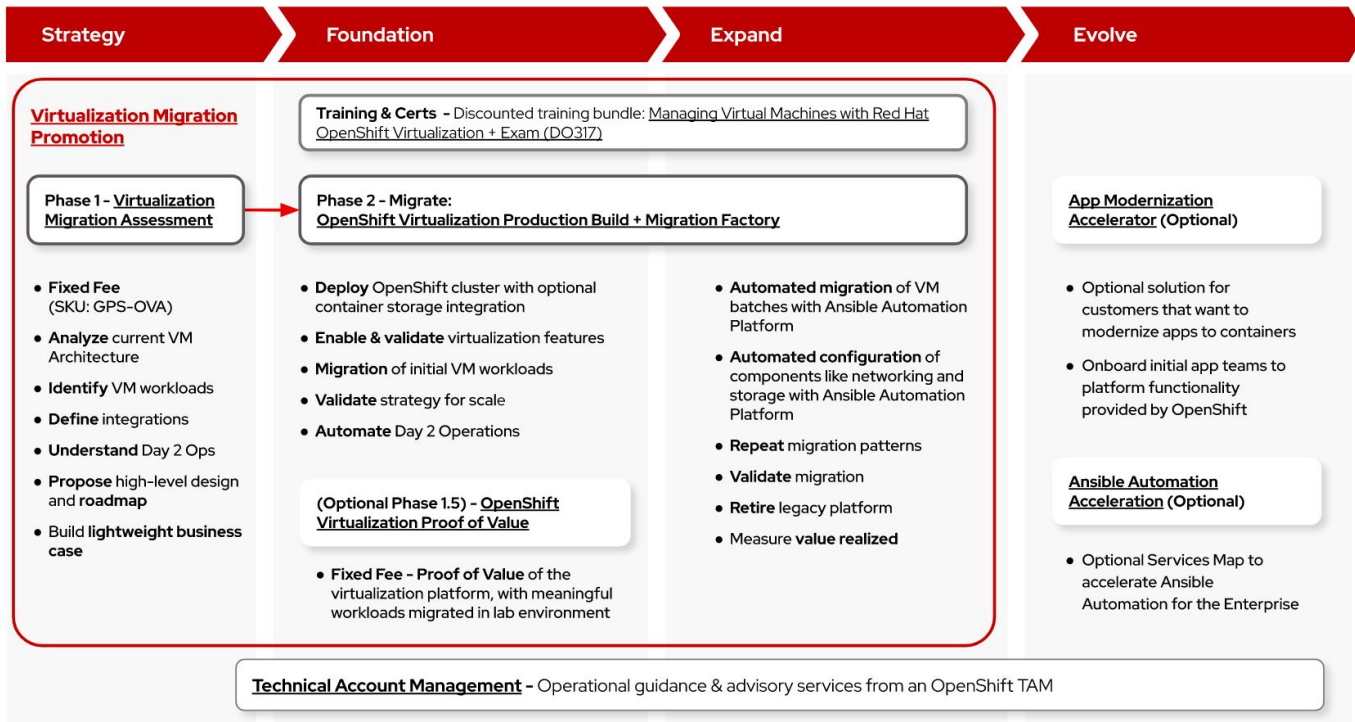 Strategy
Foundation
Expand
Evolve
Virtualization Migration
Promotion
Training & Certs - Discounted training bundle: Managing Virtual Machines with Red Hat
OpenShift Virtualization + Exam (DO317)
Phase 1 - Virtualization
Migration Assessment
Phase 2 - Migrate:
OpenShift Virtualization Production Build + Migration Factory
● Fixed Fee
(SKU: GPS-OVA)
● Analyze current VM
Architecture
● Identify VM workloads
● Define integrations
● Understand Day 2 Ops
● Propose high-level design
and roadmap
● Build lightweight business
case
● Deploy OpenShift cluster with optional
container storage integration
● Enable & validate virtualization features
● Migration of initial VM workloads
● Validate strategy for scale
● Automate Day 2 Operations
(Optional Phase 1.5) - OpenShift
Virtualization Proof of Value
● Fixed Fee - Proof of Value of the
virtualization platform, with meaningful
workloads migrated in lab environment
● Automated migration of VM
batches with Ansible Automation
Platform
● Automated configuration of
components like networking and
storage with Ansible Automation
Platform
● Repeat migration patterns
● Validate migration
● Retire legacy platform
● Measure value realized
App Modernization
Accelerator (Optional)
● Optional solution for
customers that want to
modernize apps to containers
● Onboard initial app teams to
platform functionality
provided by OpenShift
Ansible Automation
Acceleration (Optional)
● Optional Services Map to
accelerate Ansible
Automation for the Enterprise
Technical Account Management - Operational guidance & advisory services from an OpenShift TAM